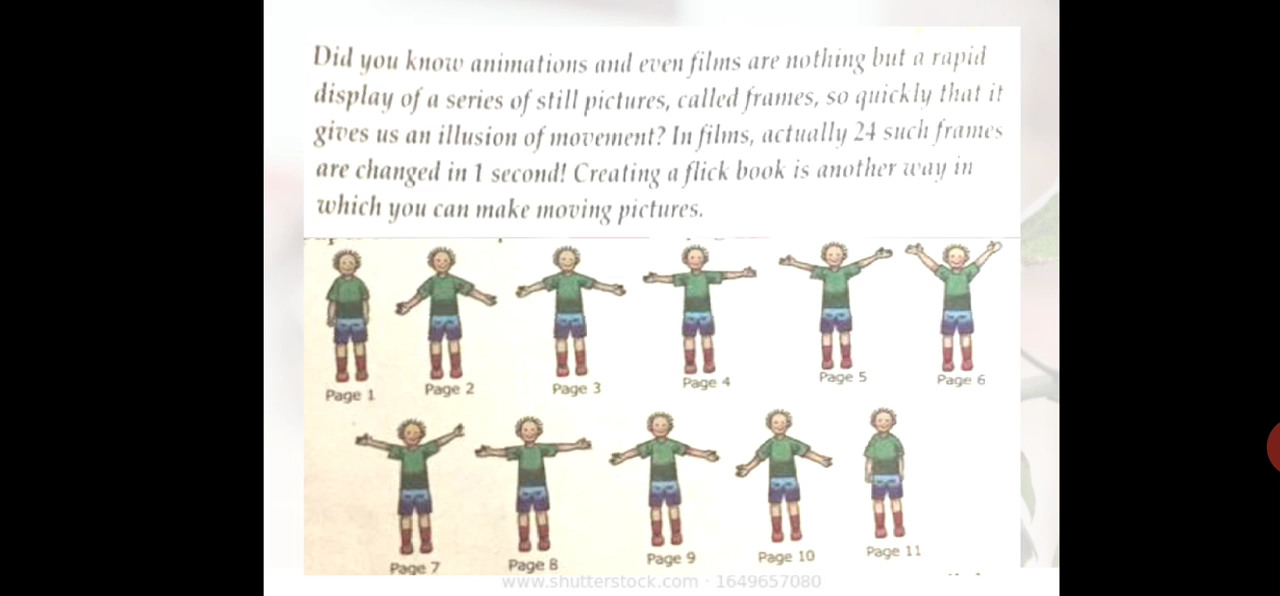 Did you know animations and even films are nothing but a rapid
display of a series of still pictures, called frames, so quickly that it
gives us an illusion of movement? In films, actually 24 such frames
are changed in 1 second! Creating a flick book is another way in
which you can make moving pictures.
Page 1
Page 2
Page 3
Page 4
Page 5
Page 6
Page 7
Page 8
Page 9
Page 10
Page 11
www.shutterstock.com · 1649657080